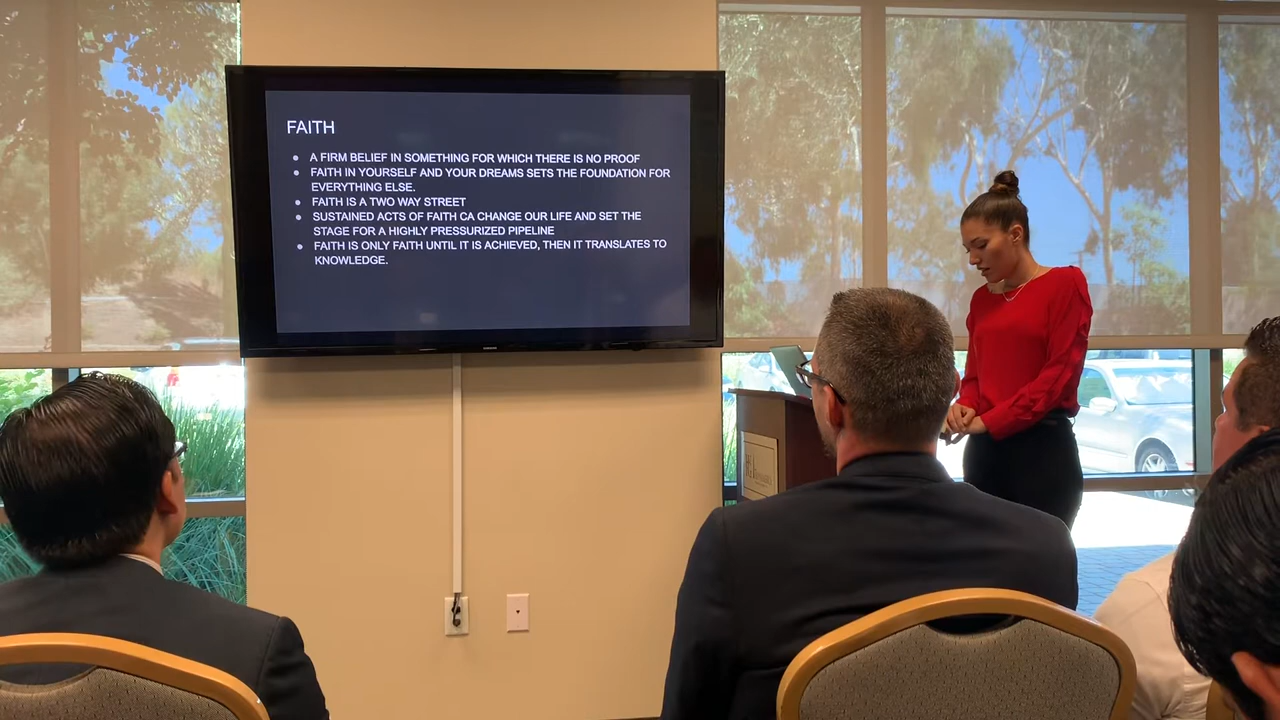 FAITH
● A FIRM BELIEF IN SOMETHING FOR WHICH THERE IS NO PROOF
● FAITH IN YOURSELF AND YOUR DREAMS SETS THE FOUNDATION FOR
EVERYTHING ELSE.
● FAITH IS A TWO WAY STREET
● SUSTAINED ACTS OF FAITH CA CHANGE OUR LIFE AND SET THE
STAGE FOR A HIGHLY PRESSURIZED PIPELINE
● FAITH IS ONLY FAITH UNTIL IT IS ACHIEVED, THEN IT TRANSLATES TO
KNOWLEDGE.